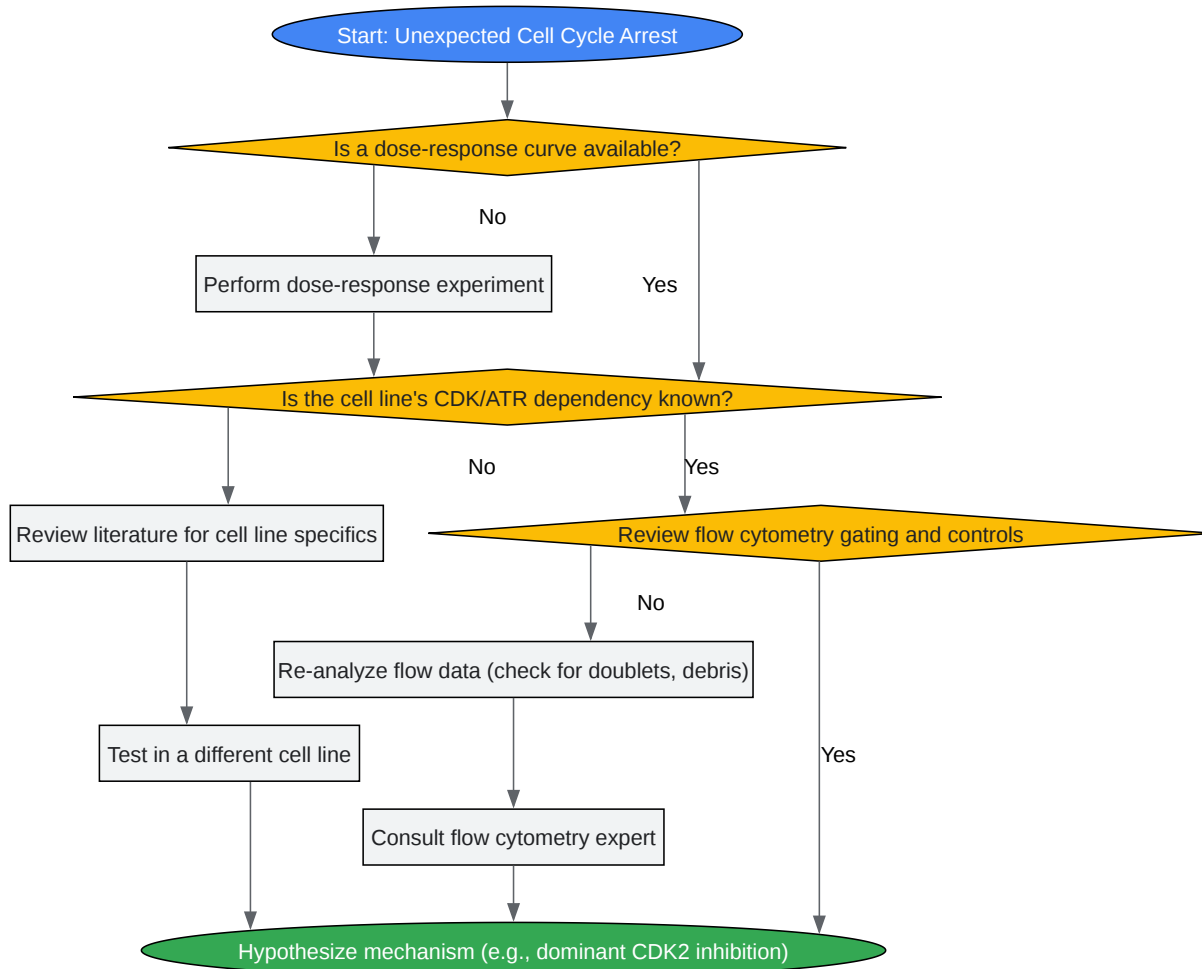 Start: Unexpected Cell Cycle Arrest
Is a dose-response curve available?
No
Perform dose-response experiment
Yes
Is the cell line's CDK/ATR dependency known?
No
Yes
Review literature for cell line specifics
Review flow cytometry gating and controls
No
Re-analyze flow data (check for doublets, debris)
Test in a different cell line
Yes
Consult flow cytometry expert
Hypothesize mechanism (e.g., dominant CDK2 inhibition)